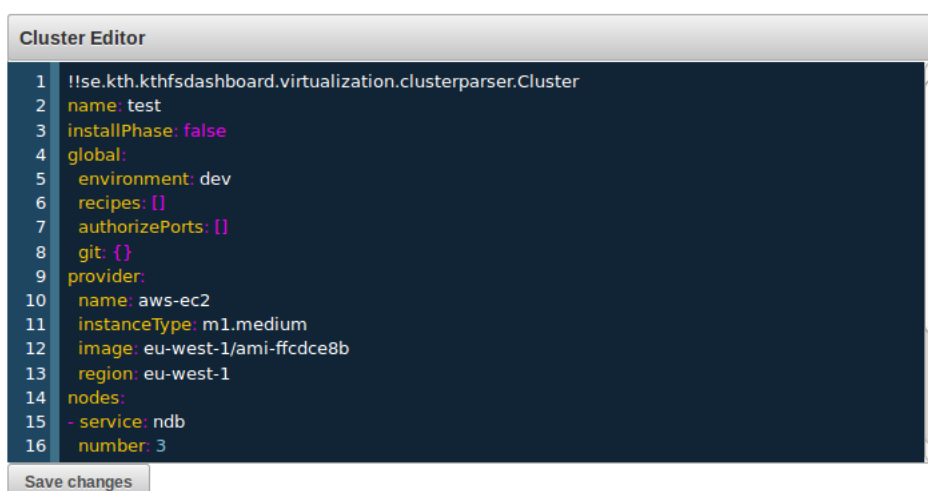 Cluster Editor
1 !!se.kth.kthfsdashboard.virtualization.clusterparser.Cluster
2 name: test
3 installPhase: false
4 global:
5 environment: dev
6 recipes: []
7 authorizePorts: []
8 git: {}
9 provider:
10 name: aws-ec2
11 instanceType: m1.medium
12 image: eu-west-1/ami-ffcdce8b
13 region: eu-west-1
14 nodes:
15 - service: ndb
16 number: 3
Save changes